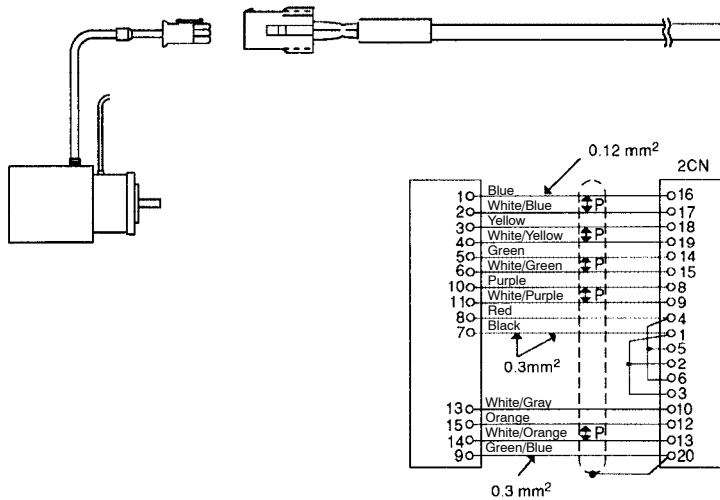 0.12 mm²
2CN
1 Blue 16
2 White/Blue P 17
3 Yellow 18
4 White/Yellow P 19
5 Green 14
6 White/Green P 15
10 Purple 8
11 White/Purple P 9
8 Red 4
7 Black 1
5
0.3mm² 2
6
3
13 White/Gray 10
15 Orange 12
14 White/Orange P 13
9 Green/Blue 20
0.3 mm²